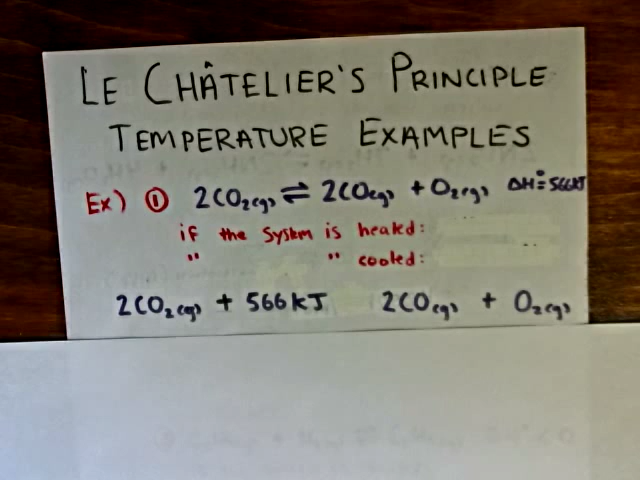 LE CHÂTELIER'S PRINCIPLE
TEMPERATURE EXAMPLES
Ex) ① 2CO₂(g) ⇌ 2CO(g) + O₂(g) ΔH°= 566kJ
if the system is heated:
" " cooled:
2CO₂(g) + 566kJ 2CO(g) + O₂(g)